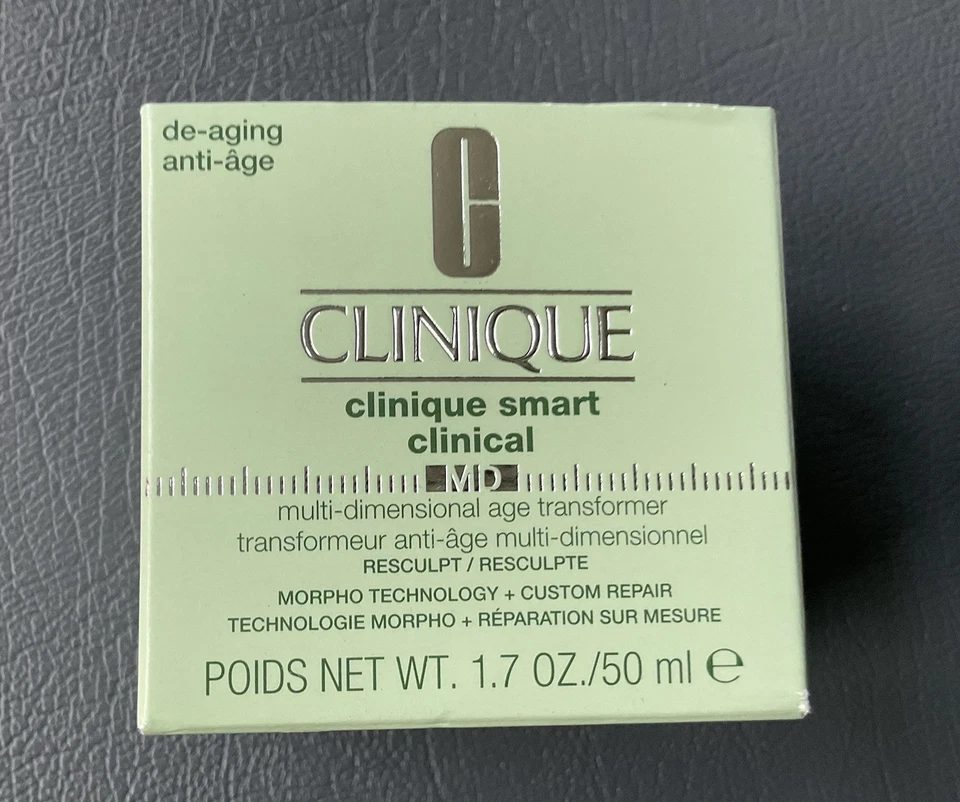 de-aging
anti-âge
C
CLINIQUE
clinique smart
clinical
MD
multi-dimensional age transformer
transformeur anti-âge multi-dimensionnel
RESCULPT / RESCULPTE
MORPHO TECHNOLOGY + CUSTOM REPAIR
TECHNOLOGIE MORPHO + RÉPARATION SUR MESURE
POIDS NET WT. 1.7 OZ./50 ml ℮